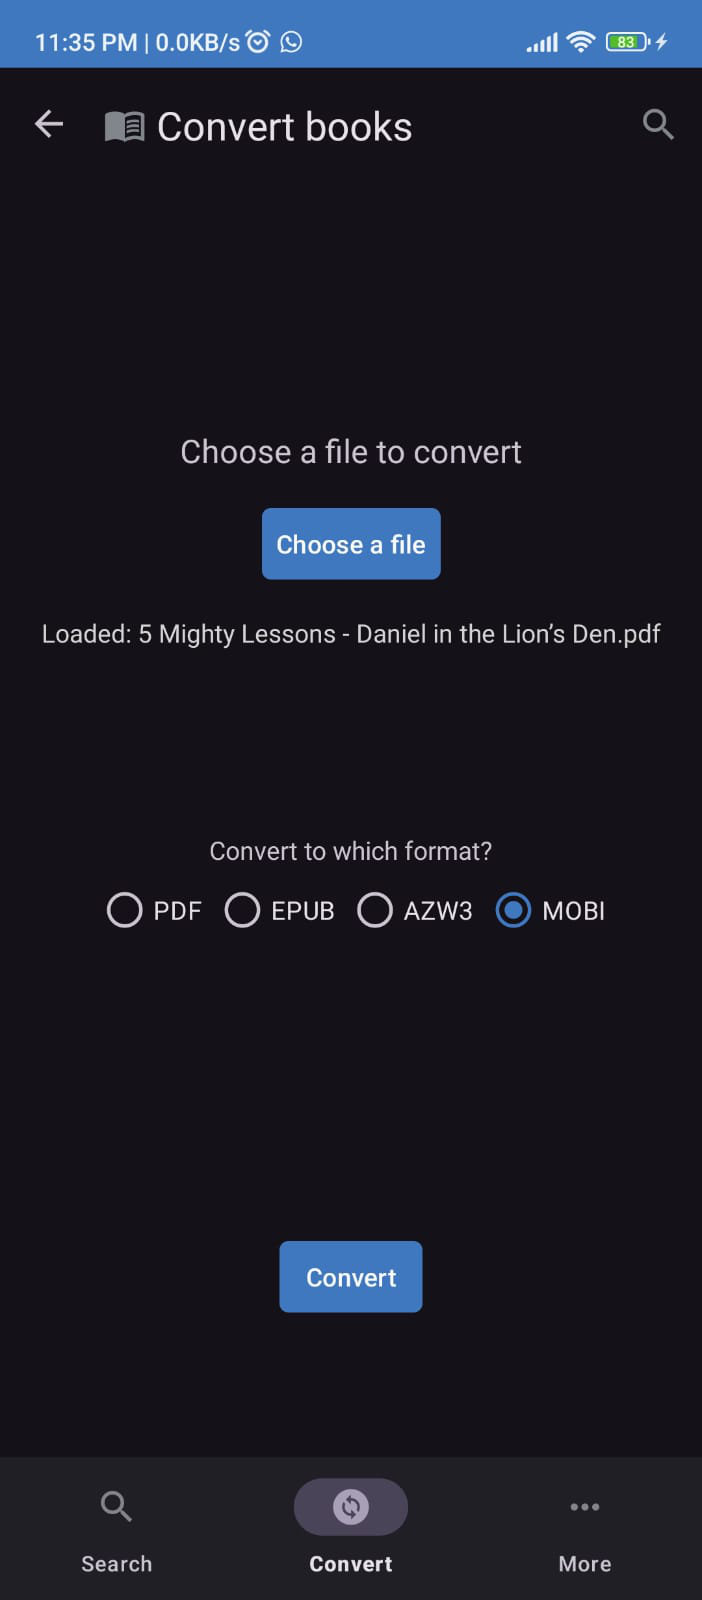 11:35 PM | 0.0KB/s 83
Convert books
Choose a file to convert
Choose a file
Loaded: 5 Mighty Lessons - Daniel in the Lion’s Den.pdf
Convert to which format?
PDF EPUB AZW3 MOBI
Convert
Search Convert More